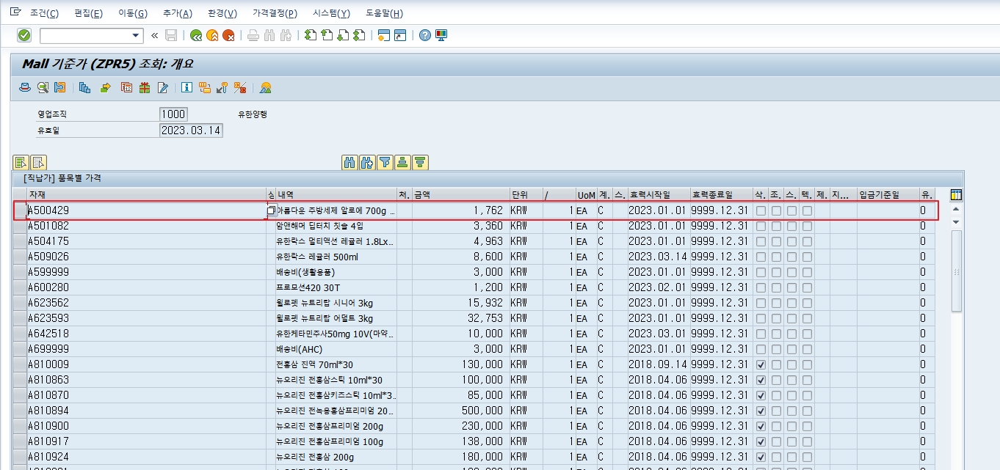 조건(C) 편집(E) 이동(G) 추가(A) 환경(V) 가격결정(P) 시스템(Y) 도움말(H)
Mall 기준가 (ZPR5) 조회: 개요
영업조직 1000 유한양행
유효일 2023.03.14
[직납가] 품목별 가격
자재 상 내역 처. 금액 단위 / UoM 계. 스. 효력시작일 효력종료일 삭. 조. 스. 텍. 제. 지... 입금기준일 유.
A500429 아름다운 주방세제 알로에 700g ... 1,762 KRW 1 EA C 2023.01.01 9999.12.31 0
A501082 암앤해머 딥터치 칫솔 4입 3,360 KRW 1 EA C 2023.01.01 9999.12.31 0
A504175 유한락스 멀티액션 레귤러 1.8Lx... 4,963 KRW 1 EA C 2023.01.01 9999.12.31 0
A509026 유한락스 레귤러 500ml 8,600 KRW 1 EA C 2023.03.14 9999.12.31 0
A599999 배송비(생활용품) 3,000 KRW 1 EA C 2023.01.01 9999.12.31 0
A600280 프로모션420 30T 1,200 KRW 1 EA C 2023.02.01 9999.12.31 0
A623562 윌로펫 뉴트리탑 시니어 3kg 15,932 KRW 1 EA C 2023.01.01 9999.12.31 0
A623593 윌로펫 뉴트리탑 어덜트 3kg 32,753 KRW 1 EA C 2023.01.01 9999.12.31 0
A642518 유한케타민주사50mg 10V(마약... 10,000 KRW 1 EA C 2023.03.01 9999.12.31 0
A699999 배송비(AHC) 3,000 KRW 1 EA C 2023.01.01 9999.12.31 0
A810009 전홍삼 진액 70ml*30 130,000 KRW 1 EA C 2018.09.14 9999.12.31 0
A810863 뉴오리진 전홍삼스틱 10ml*30 100,000 KRW 1 EA C 2018.04.06 9999.12.31 0
A810870 뉴오리진 전홍삼키즈스틱 10ml*3... 85,000 KRW 1 EA C 2018.04.06 9999.12.31 0
A810894 뉴오리진 전녹용홍삼프리미엄 20... 500,000 KRW 1 EA C 2018.04.06 9999.12.31 0
A810900 뉴오리진 전홍삼프리미엄 200g 230,000 KRW 1 EA C 2018.04.06 9999.12.31 0
A810917 뉴오리진 전홍삼프리미엄 100g 138,000 KRW 1 EA C 2018.04.06 9999.12.31 0
A810924 뉴오리진 전홍삼 200g 180,000 KRW 1 EA C 2018.04.06 9999.12.31 0